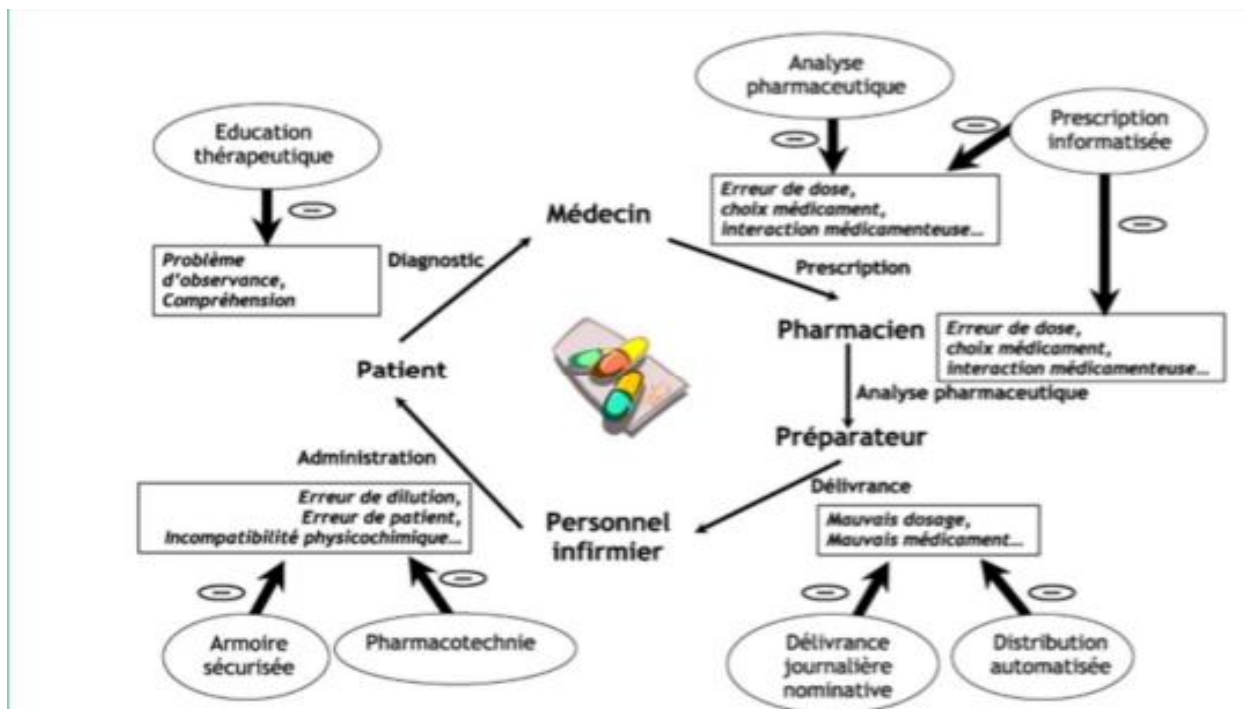 Analyse
pharmaceutique
Education
thérapeutique
Prescription
informatisée
Erreur de dose,
choix médicament,
interaction médicamenteuse...
Médecin
Problème
d'observance,
Compréhension
Diagnostic
Prescription
Pharmacien
Erreur de dose,
choix médicament,
interaction médicamenteuse...
Patient
Analyse pharmaceutique
Préparateur
Administration
Délivrance
Erreur de dilution,
Erreur de patient,
Incompatibilité physicochimique...
Personnel
infirmier
Mauvais dosage,
Mauvais médicament...
Armoire
sécurisée
Pharmacotechnie
Délivrance
journalière
nominative
Distribution
automatisée